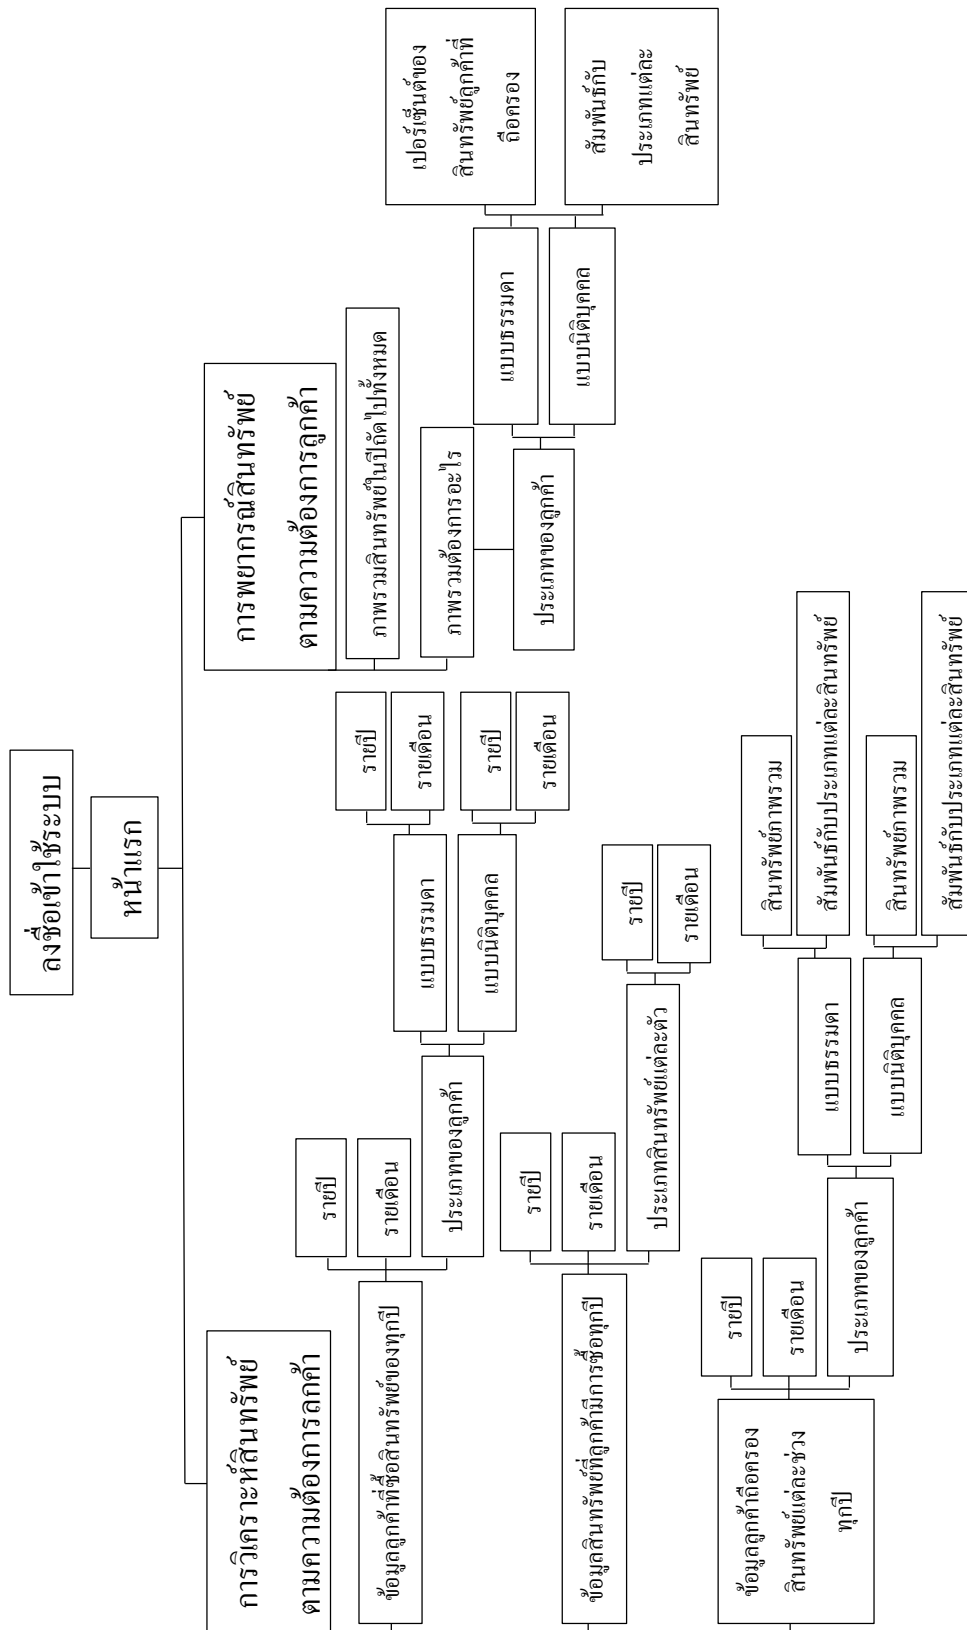 ลงชื่อเข้าใช้ระบบ
หน้าแรก
การวิเคราะห์สินทรัพย์
ตามความต้องการลูกค้า
ข้อมูลลูกค้าที่ซื้อสินทรัพย์ของทุกปี
รายปี
รายเดือน
ประเภทของลูกค้า
แบบธรรมดา
รายปี
รายเดือน
แบบนิติบุคคล
รายปี
รายเดือน
ข้อมูลสินทรัพย์ที่ลูกค้ามีการซื้อทุกปี
รายปี
รายเดือน
ประเภทสินทรัพย์แต่ละตัว
รายปี
รายเดือน
ข้อมูลลูกค้าถือครอง
สินทรัพย์แต่ละช่วง
ทุกปี
รายปี
รายเดือน
ประเภทของลูกค้า
แบบธรรมดา
สินทรัพย์ภาพรวม
สัมพันธ์กับประเภทแต่ละสินทรัพย์
แบบนิติบุคคล
สินทรัพย์ภาพรวม
สัมพันธ์กับประเภทแต่ละสินทรัพย์
การพยากรณ์สินทรัพย์
ตามความต้องการลูกค้า
ภาพรวมสินทรัพย์ในปีถัดไปทั้งหมด
ภาพรวมต้องการอะไร
ประเภทของลูกค้า
แบบธรรมดา
แบบนิติบุคคล
เปอร์เซ็นต์ของ
สินทรัพย์ลูกค้าที่
ถือครอง
สัมพันธ์กับ
ประเภทแต่ละ
สินทรัพย์